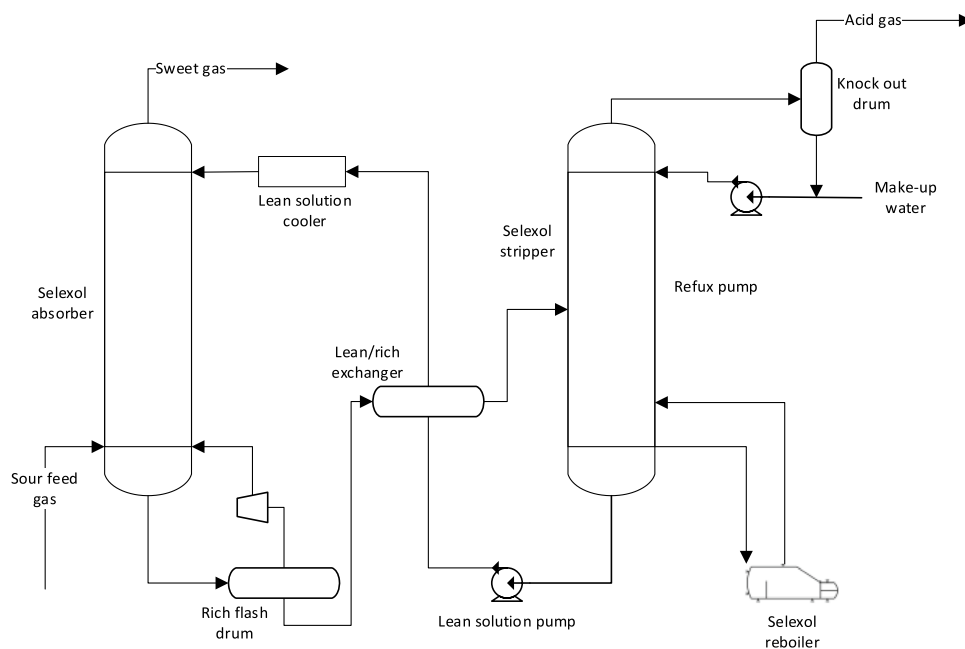 Acid gas
Sweet gas
Knock out
drum
Make-up
water
Lean solution
cooler
Selexol
stripper
Selexol
absorber
Refux pump
Lean/rich
exchanger
Sour feed
gas
Rich flash
drum
Lean solution pump
Selexol
reboiler